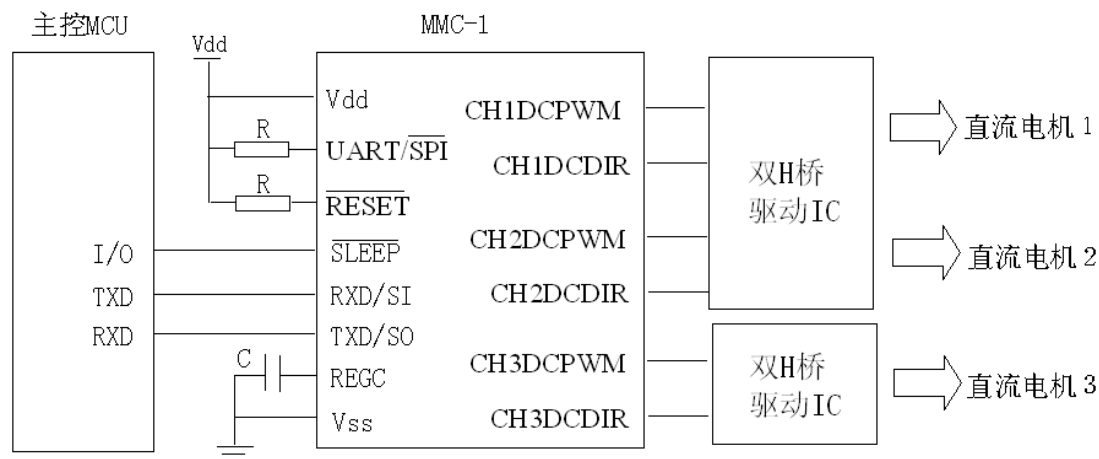 主控MCU
MMC-1
Vdd
Vdd
R
UART/SPI
R
RESET
I/O
SLEEP
TXD
RXD/SI
RXD
TXD/SO
C
REGC
Vss
CH1DCPWM
CH1DCDIR
CH2DCPWM
CH2DCDIR
CH3DCPWM
CH3DCDIR
双H桥
驱动IC
双H桥
驱动IC
直流电机1
直流电机2
直流电机3